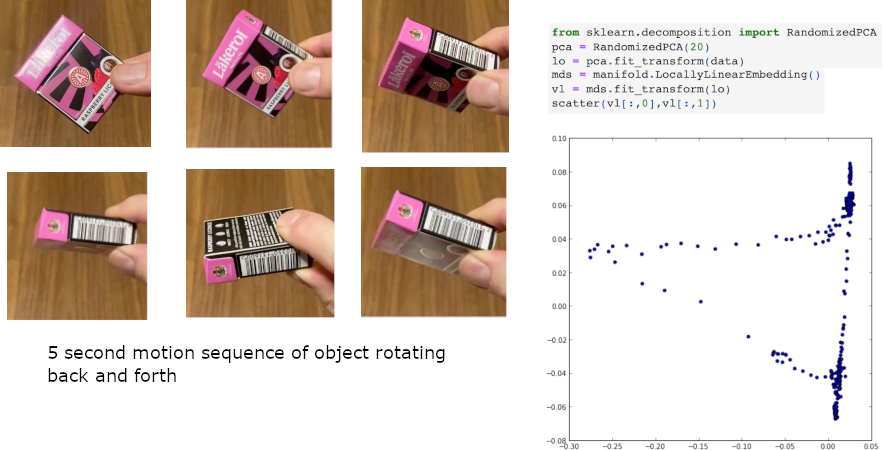 Läkerol
RASPBERRY LIC
Läkerol
RASPBERRY LIC
Läkerol
5 second motion sequence of object rotating
back and forth
from sklearn.decomposition import RandomizedPCA
pca = RandomizedPCA(20)
lo = pca.fit_transform(data)
mds = manifold.LocallyLinearEmbedding()
vl = mds.fit_transform(lo)
scatter(vl[:,0],vl[:,1])
0.10
0.08
0.06
0.04
0.02
0.00
−0.02
−0.04
−0.06
−0.08
−0.30 −0.25 −0.20 −0.15 −0.10 −0.05 0.00 0.05